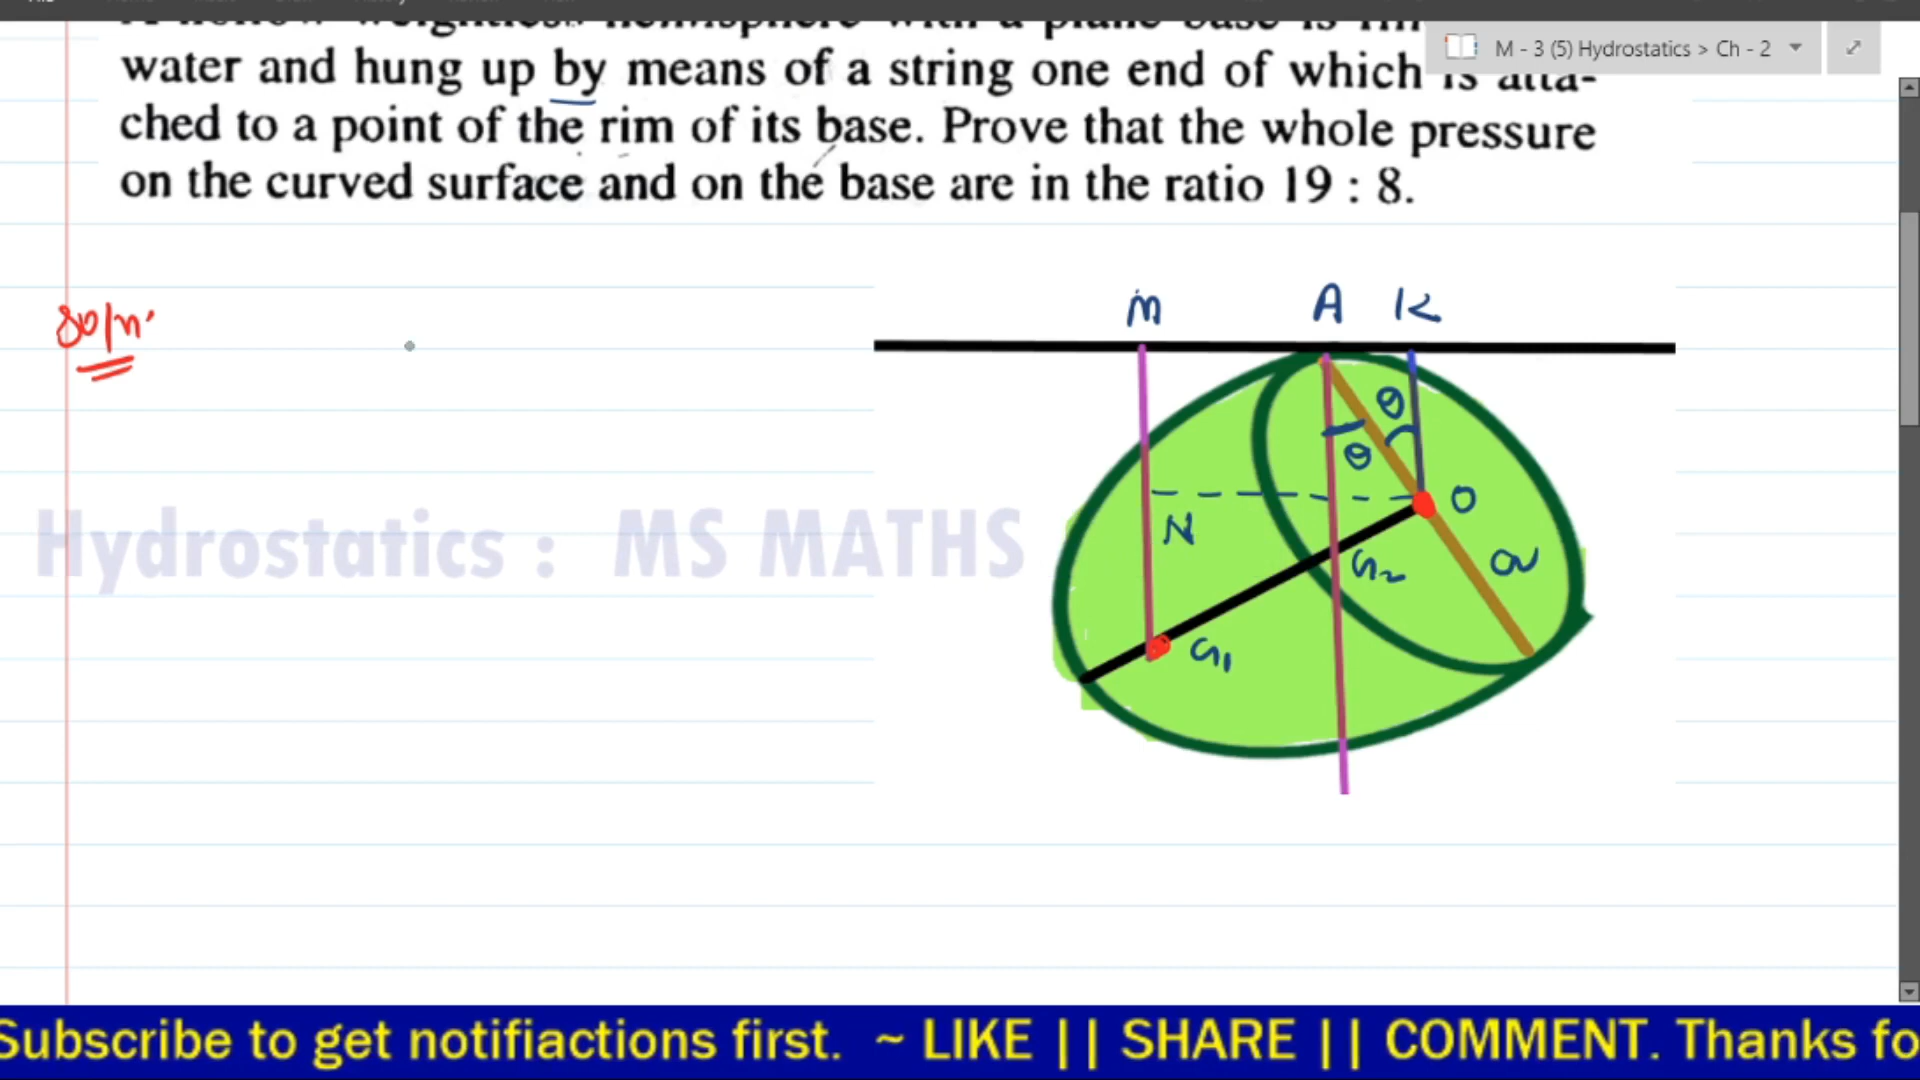 M - 3 (5) Hydrostatics > Ch - 2
water and hung up by means of a string one end of which is atta-
ched to a point of the rim of its base. Prove that the whole pressure
on the curved surface and on the base are in the ratio 19 : 8.
Soln.
M A K
θ
θ
O
N
G₂ a
G₁
Hydrostatics : MS MATHS
Subscribe to get notifiactions first. ~ LIKE || SHARE || COMMENT. Thanks fo